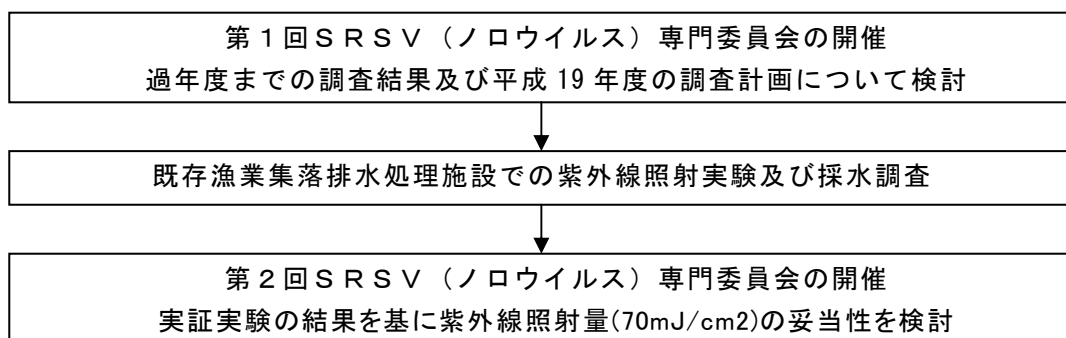 第１回ＳＲＳＶ（ノロウイルス）専門委員会の開催
過年度までの調査結果及び平成 19 年度の調査計画について検討
既存漁業集落排水処理施設での紫外線照射実験及び採水調査
第２回ＳＲＳＶ（ノロウイルス）専門委員会の開催
実証実験の結果を基に紫外線照射量(70mJ/cm2)の妥当性を検討